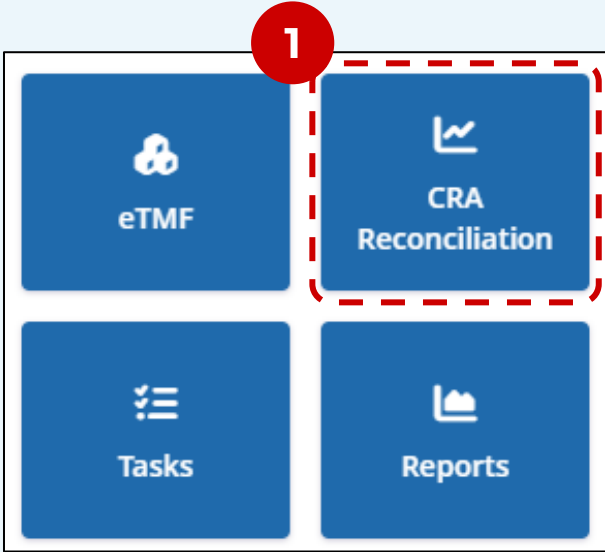 1
eTMF
CRA
Reconciliation
Tasks
Reports